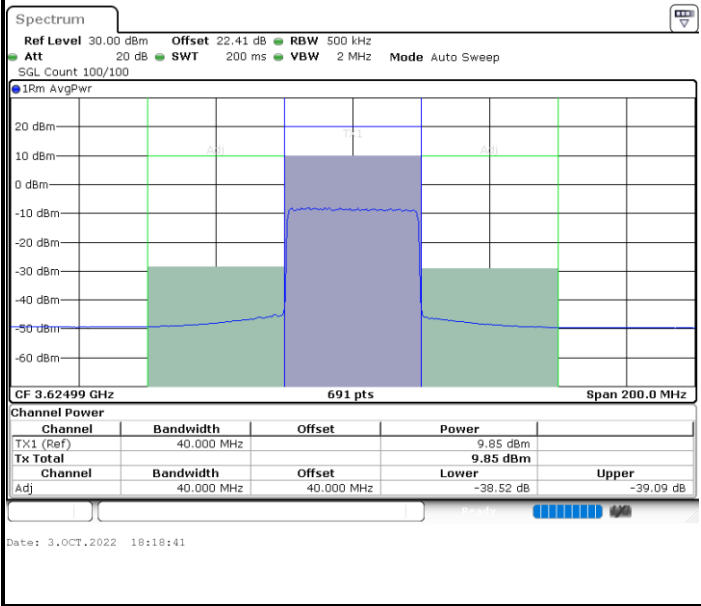 Spectrum
Ref Level 30.00 dBm Offset 22.41 dB RBW 500 kHz
Att 20 dB SWT 200 ms VBW 2 MHz Mode Auto Sweep
SGL Count 100/100
1Rm AvgPwr
20 dBm
TX1
Adj Adj
10 dBm
0 dBm
-10 dBm
-20 dBm
-30 dBm
-40 dBm
-50 dBm
-60 dBm
CF 3.62499 GHz 691 pts Span 200.0 MHz
Channel Power
Channel Bandwidth Offset Power
TX1 (Ref) 40.000 MHz 9.85 dBm
Tx Total 9.85 dBm
Channel Bandwidth Offset Lower Upper
Adj 40.000 MHz 40.000 MHz -38.52 dB -39.09 dB
Ready
Date: 3.OCT.2022 18:18:41